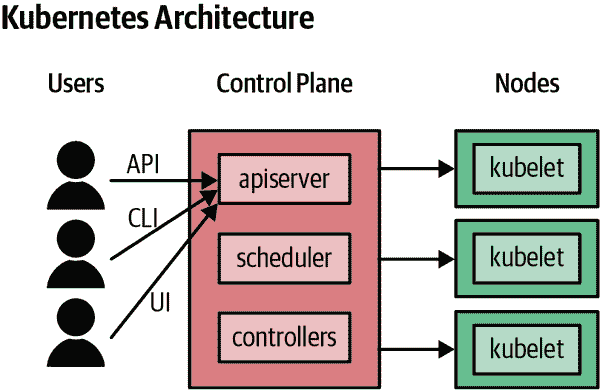 Kubernetes Architecture
Users
Control Plane
Nodes
API
CLI
UI
apiserver
scheduler
controllers
kubelet
kubelet
kubelet